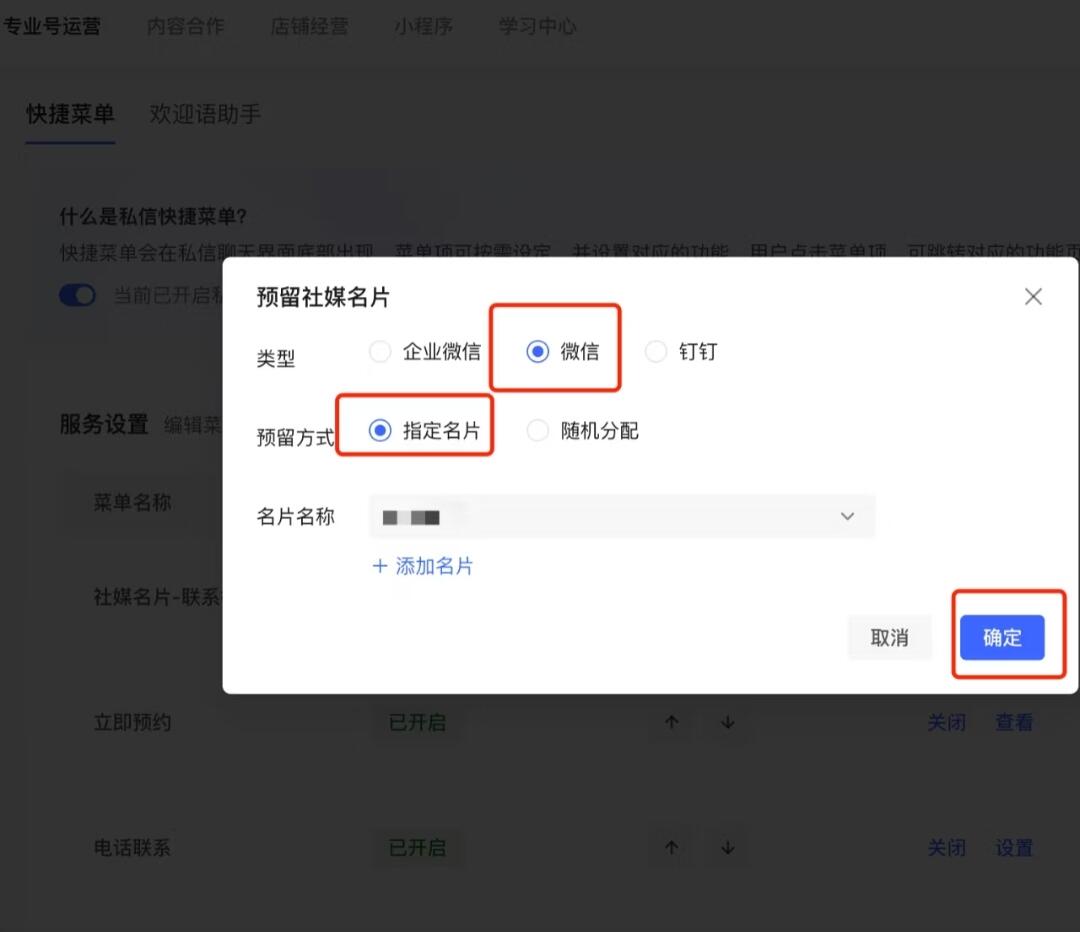 专业号运营 内容合作 店铺经营 小程序 学习中心
快捷菜单 欢迎语助手
什么是私信快捷菜单?
快捷菜单会在私信聊天界面底部出现,菜单项可按需设定,并设置对应的功能,用户点击菜单项,可跳转对应的功能页
当前已开启私
预留社媒名片
类型 企业微信 微信 钉钉
预留方式 指定名片 随机分配
服务设置 编辑菜
名片名称
菜单名称
+ 添加名片
社媒名片-联系
取消 确定
立即预约 已开启 ↑ ↓ 关闭 查看
电话联系 已开启 ↑ ↓ 关闭 设置